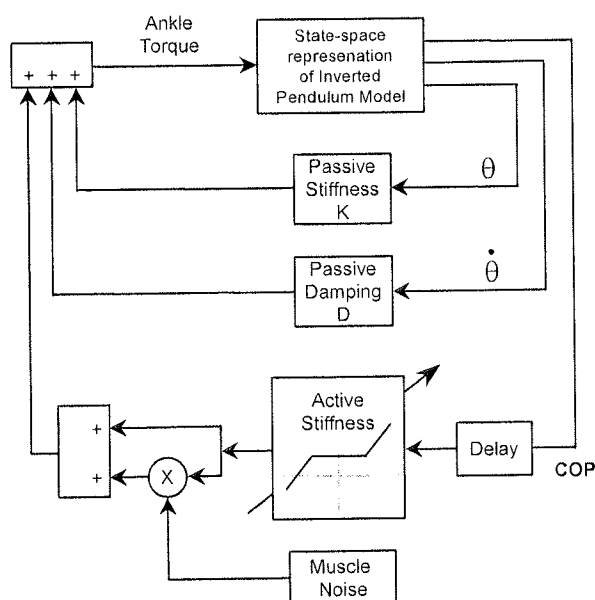 Ankle
Torque
+ + +
State-space
represenation
of Inverted
Pendulum Model
Passive
Stiffness
K
θ
Passive
Damping
D
θ̇
Active
Stiffness
+
+
X
Delay
COP
Muscle
Noise